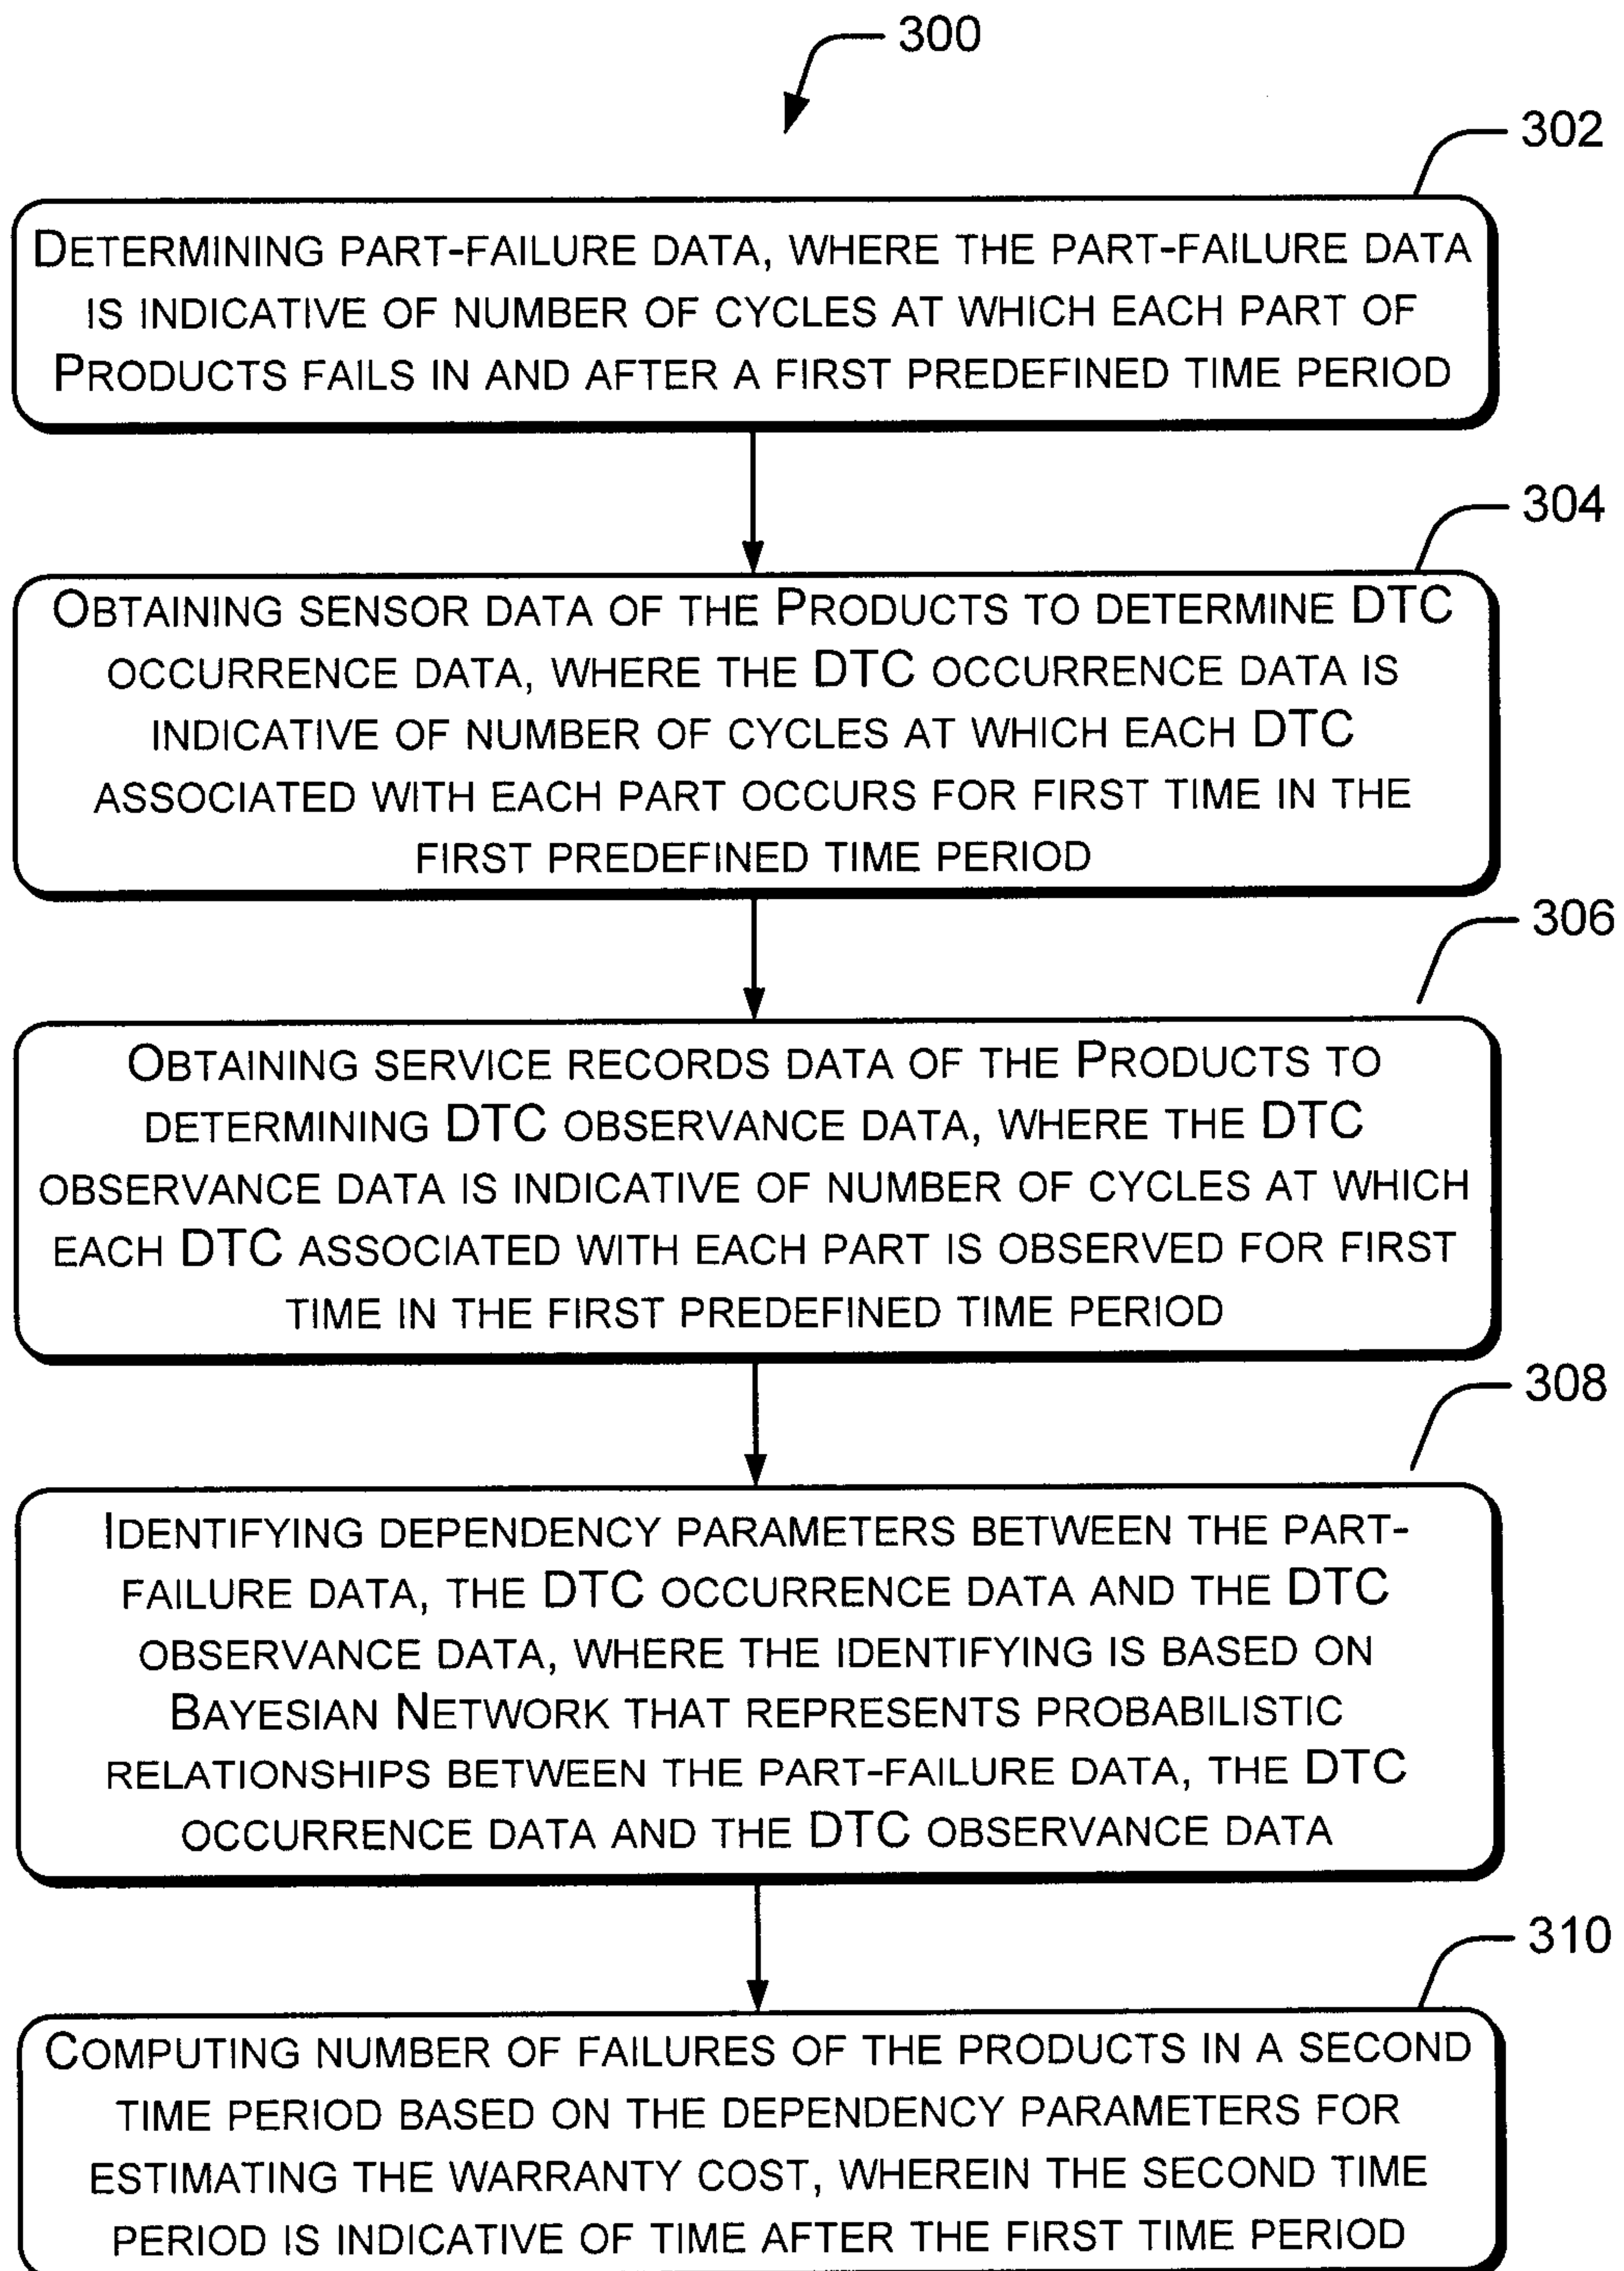 300
302
DETERMINING PART-FAILURE DATA, WHERE THE PART-FAILURE DATA
IS INDICATIVE OF NUMBER OF CYCLES AT WHICH EACH PART OF
PRODUCTS FAILS IN AND AFTER A FIRST PREDEFINED TIME PERIOD
304
OBTAINING SENSOR DATA OF THE PRODUCTS TO DETERMINE DTC
OCCURRENCE DATA, WHERE THE DTC OCCURRENCE DATA IS
INDICATIVE OF NUMBER OF CYCLES AT WHICH EACH DTC
ASSOCIATED WITH EACH PART OCCURS FOR FIRST TIME IN THE
FIRST PREDEFINED TIME PERIOD
306
OBTAINING SERVICE RECORDS DATA OF THE PRODUCTS TO
DETERMINING DTC OBSERVANCE DATA, WHERE THE DTC
OBSERVANCE DATA IS INDICATIVE OF NUMBER OF CYCLES AT WHICH
EACH DTC ASSOCIATED WITH EACH PART IS OBSERVED FOR FIRST
TIME IN THE FIRST PREDEFINED TIME PERIOD
308
IDENTIFYING DEPENDENCY PARAMETERS BETWEEN THE PART-
FAILURE DATA, THE DTC OCCURRENCE DATA AND THE DTC
OBSERVANCE DATA, WHERE THE IDENTIFYING IS BASED ON
BAYESIAN NETWORK THAT REPRESENTS PROBABILISTIC
RELATIONSHIPS BETWEEN THE PART-FAILURE DATA, THE DTC
OCCURRENCE DATA AND THE DTC OBSERVANCE DATA
310
COMPUTING NUMBER OF FAILURES OF THE PRODUCTS IN A SECOND
TIME PERIOD BASED ON THE DEPENDENCY PARAMETERS FOR
ESTIMATING THE WARRANTY COST, WHEREIN THE SECOND TIME
PERIOD IS INDICATIVE OF TIME AFTER THE FIRST TIME PERIOD